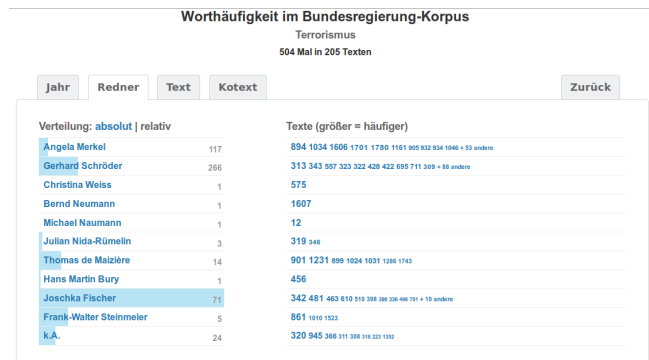 Worthäufigkeit im Bundesregierung-Korpus
Terrorismus
504 Mal in 205 Texten
Jahr Redner Text Kotext Zurück
Verteilung: absolut | relativ Texte (größer = häufiger)
Angela Merkel 117 894 1034 1606 1701 1780 1161 905 932 934 1046 + 53 andere
Gerhard Schröder 266 313 343 557 323 322 428 422 695 711 309 + 88 andere
Christina Weiss 1 575
Bernd Neumann 1 1607
Michael Naumann 1 12
Julian Nida-Rümelin 3 319 346
Thomas de Maizière 14 901 1231 899 1024 1031 1286 1743
Hans Martin Bury 1 456
Joschka Fischer 71 342 481 463 610 510 398 386 336 496 701 + 10 andere
Frank-Walter Steinmeier 5 861 1010 1523
k.A. 24 320 945 366 311 308 318 223 1352